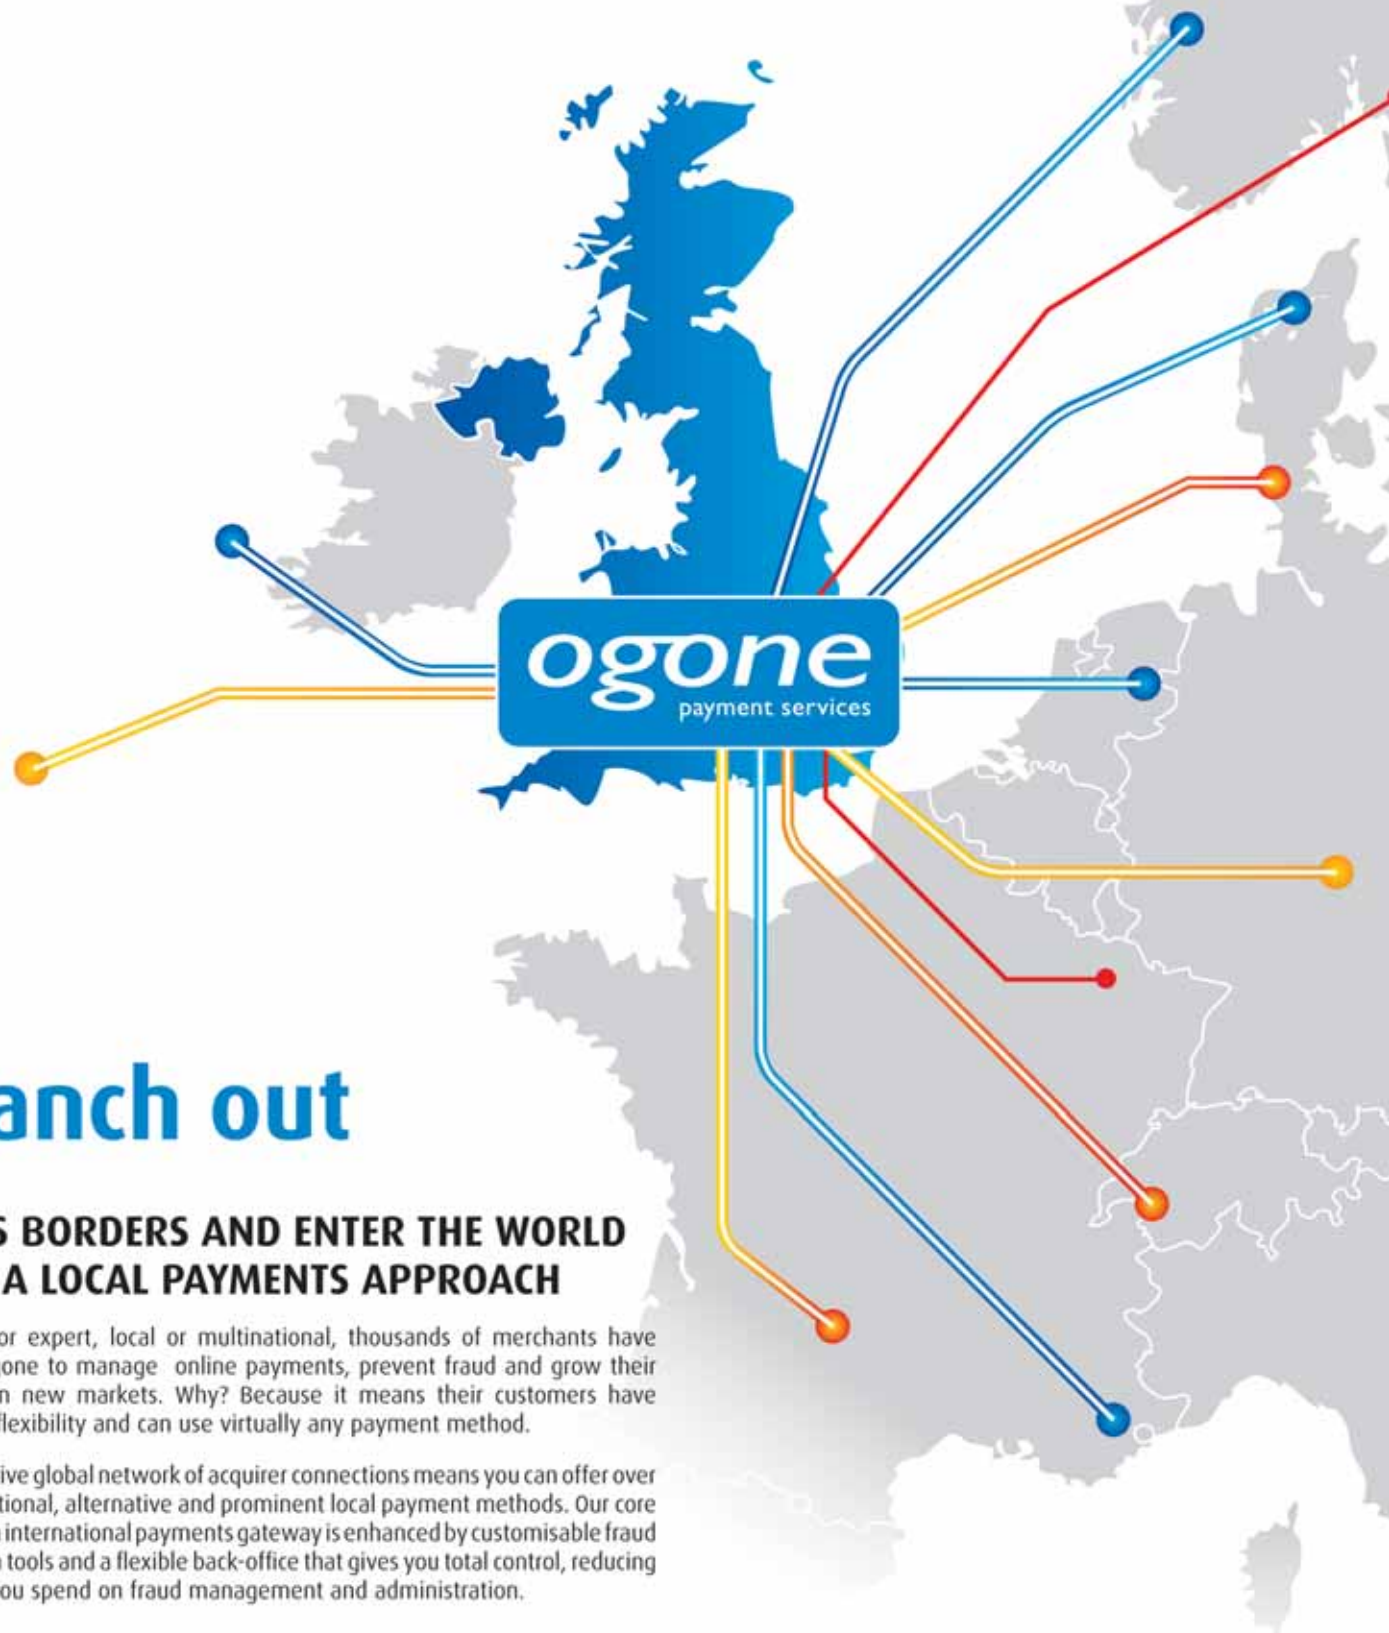 ogone
payment services
anch out
S BORDERS AND ENTER THE WORLD
A LOCAL PAYMENTS APPROACH
or expert, local or multinational, thousands of merchants have
gone to manage online payments, prevent fraud and grow their
n new markets. Why? Because it means their customers have
flexibility and can use virtually any payment method.
ive global network of acquirer connections means you can offer over
tional, alternative and prominent local payment methods. Our core
international payments gateway is enhanced by customisable fraud
tools and a flexible back-office that gives you total control, reducing
ou spend on fraud management and administration.